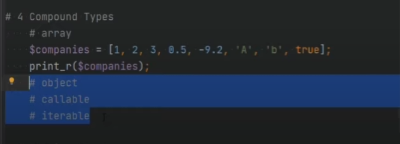 # 4 Compound Types
# array
$companies = [1, 2, 3, 0.5, -9.2, 'A', 'b', true];
print_r($companies);
# object
# callable
# iterable